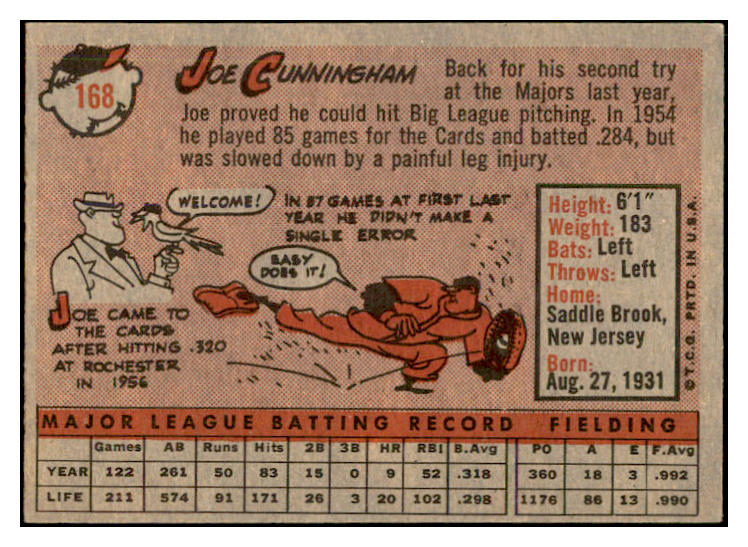 168
JOE CUNNINGHAM
Back for his second try
at the Majors last year,
Joe proved he could hit Big League pitching. In 1954
he played 85 games for the Cards and batted .284, but
was slowed down by a painful leg injury.
WELCOME!
IN 87 GAMES AT FIRST LAST
YEAR HE DIDN'T MAKE A
SINGLE ERROR
EASY
DOES IT!
JOE CAME TO
THE CARDS
AFTER HITTING .320
AT ROCHESTER
IN 1956
Height: 6'1"
Weight: 183
Bats: Left
Throws: Left
Home:
Saddle Brook,
New Jersey
Born:
Aug. 27, 1931
© T.C.G. PRTD. IN U.S.A.
MAJOR LEAGUE BATTING RECORD FIELDING
Games AB Runs Hits 2B 3B HR RBI B.Avg PO A E F.Avg
YEAR 122 261 50 83 15 0 9 52 .318 360 18 3 .992
LIFE 211 574 91 171 26 3 20 102 .298 1176 86 13 .990